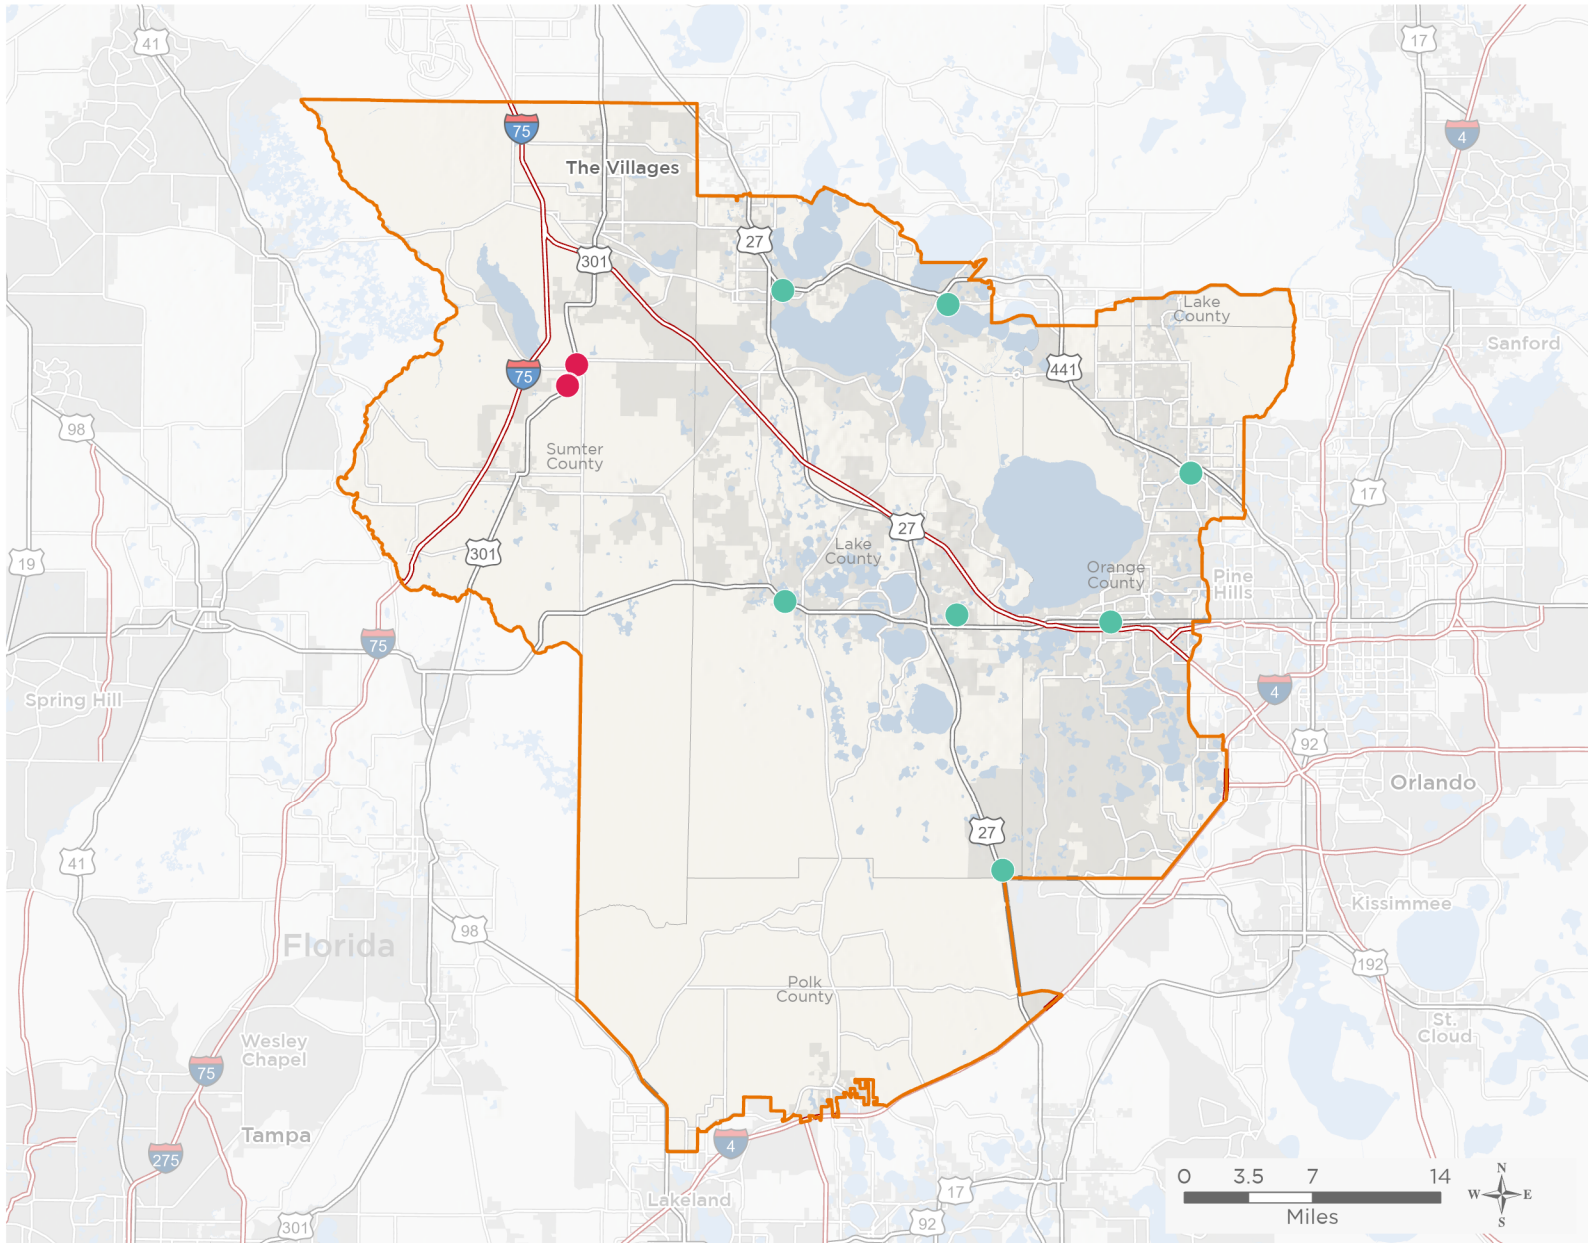 41
17
75
4
The Villages
27
301
Lake
County
Sanford
441
75
98
Sumter
County
17
27
301
Lake
County
19
Orange
County
Pine
Hills
75
4
Spring Hill
92
Orlando
27
41
Kissimmee
98
Florida
192
Polk
County
St.
Cloud
Wesley
Chapel
75
Tampa
4
275
0 3.5 7 14
Miles
N
W E
S
17
Lakeland
301
92